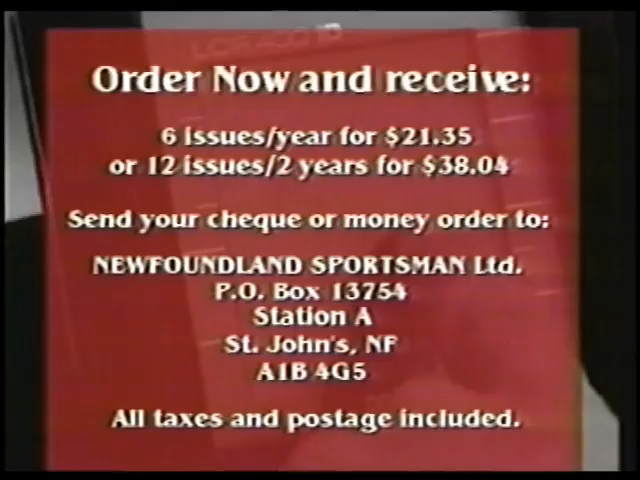 Order Now and receive:
6 issues/year for $21.35
or 12 issues/2 years for $38.04
Send your cheque or money order to:
NEWFOUNDLAND SPORTSMAN Ltd.
P.O. Box 13754
Station A
St. John's, NF
A1B 4G5
All taxes and postage included.